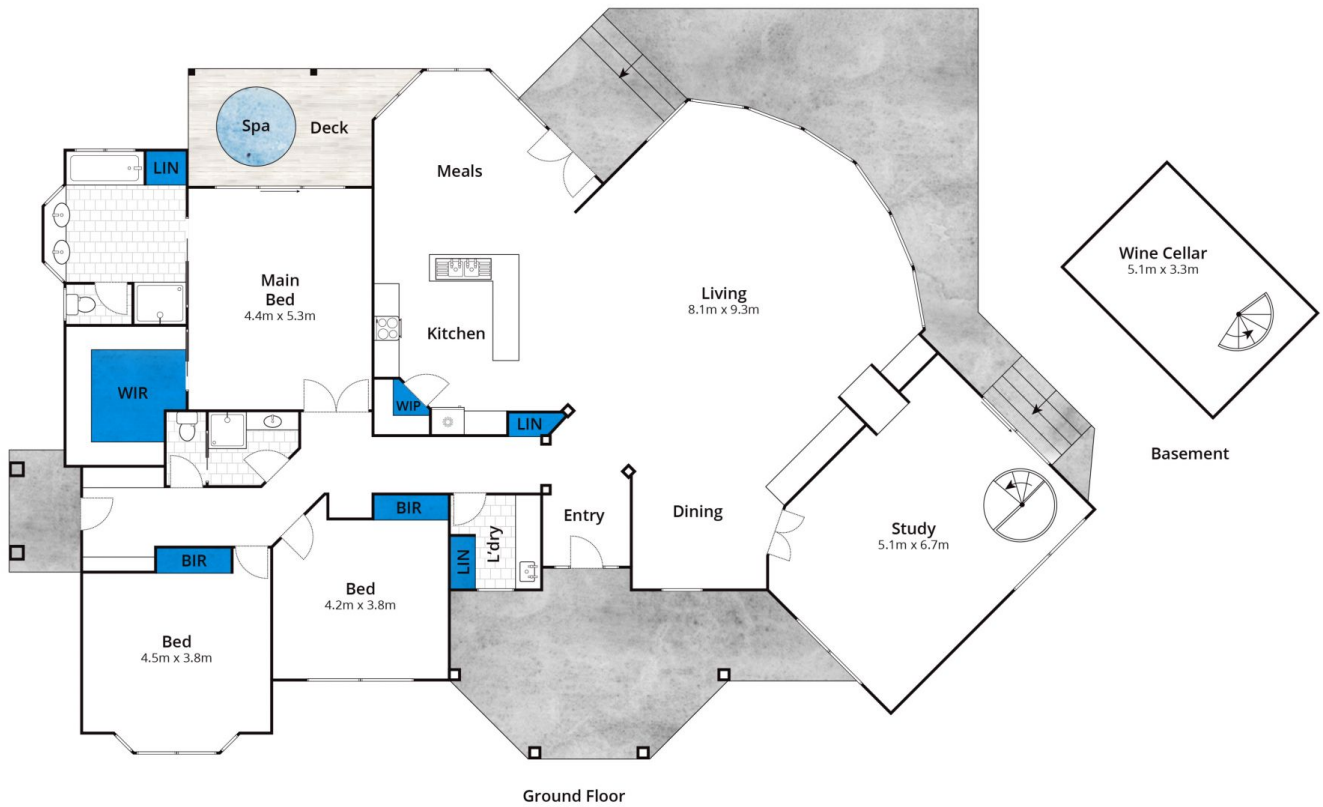 Spa
Deck
LIN
Meals
Main
Bed
4.4m x 5.3m
Kitchen
Living
8.1m x 9.3m
Wine Cellar
5.1m x 3.3m
WIR
WIP
LIN
Basement
BIR
Entry
Dining
Study
5.1m x 6.7m
L'dry
LIN
BIR
Bed
4.2m x 3.8m
Bed
4.5m x 3.8m
Ground Floor